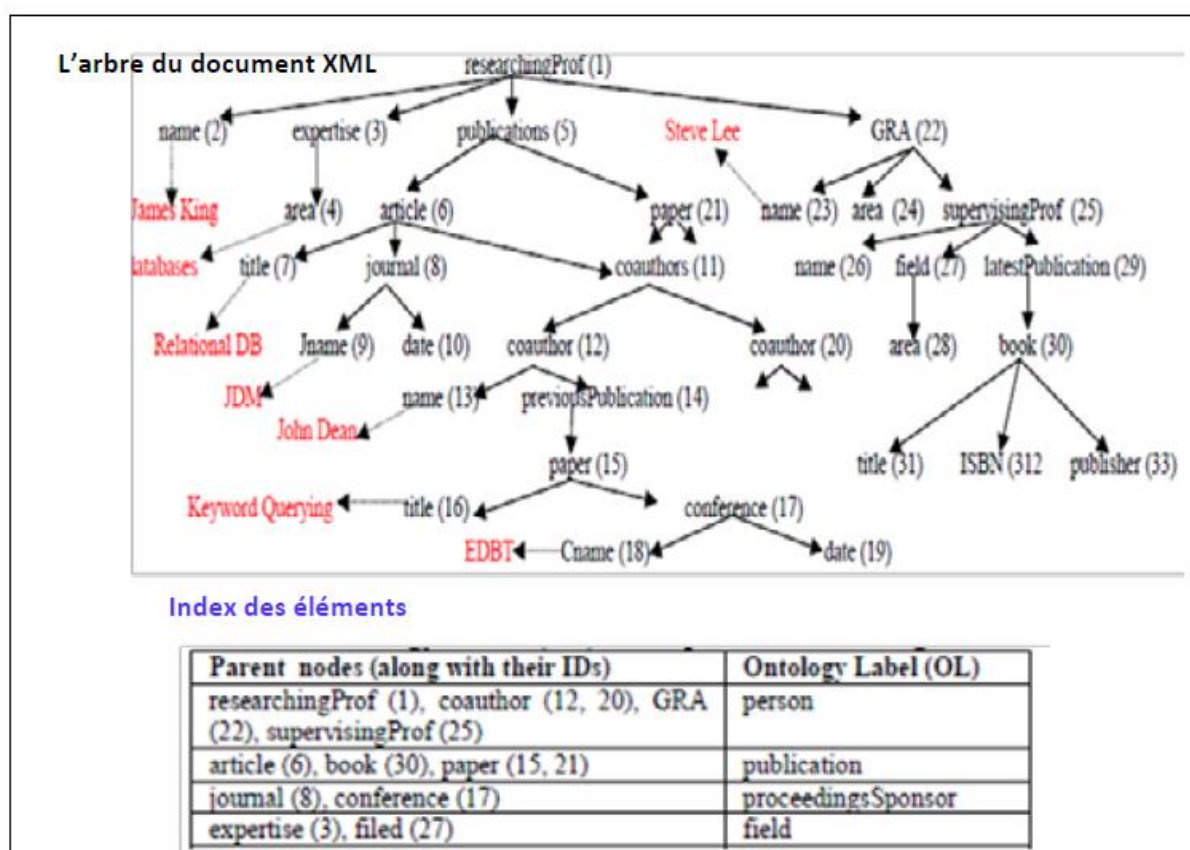 L'arbre du document XML
researchingProf (1)
name (2) expertise (3) publications (5) Steve Lee GRA (22)
James King area (4) article (6) paper (21) name (23) area (24) supervisingProf (25)
atabases title (7) journal (8) coauthors (11) name (26) field (27) latestPublication (29)
Relational DB Jname (9) date (10) coauthor (12) coauthor (20) area (28) book (30)
JDM name (13) previousPublication (14)
John Dean
paper (15) title (31) ISBN (312 publisher (33)
Keyword Querying title (16) conference (17)
EDBT Cname (18) date (19)
Index des éléments
Parent nodes (along with their IDs) Ontology Label (OL)
researchingProf (1), coauthor (12, 20), GRA person
(22), supervisingProf (25)
article (6), book (30), paper (15, 21) publication
journal (8), conference (17) proceedingsSponsor
expertise (3), filed (27) field